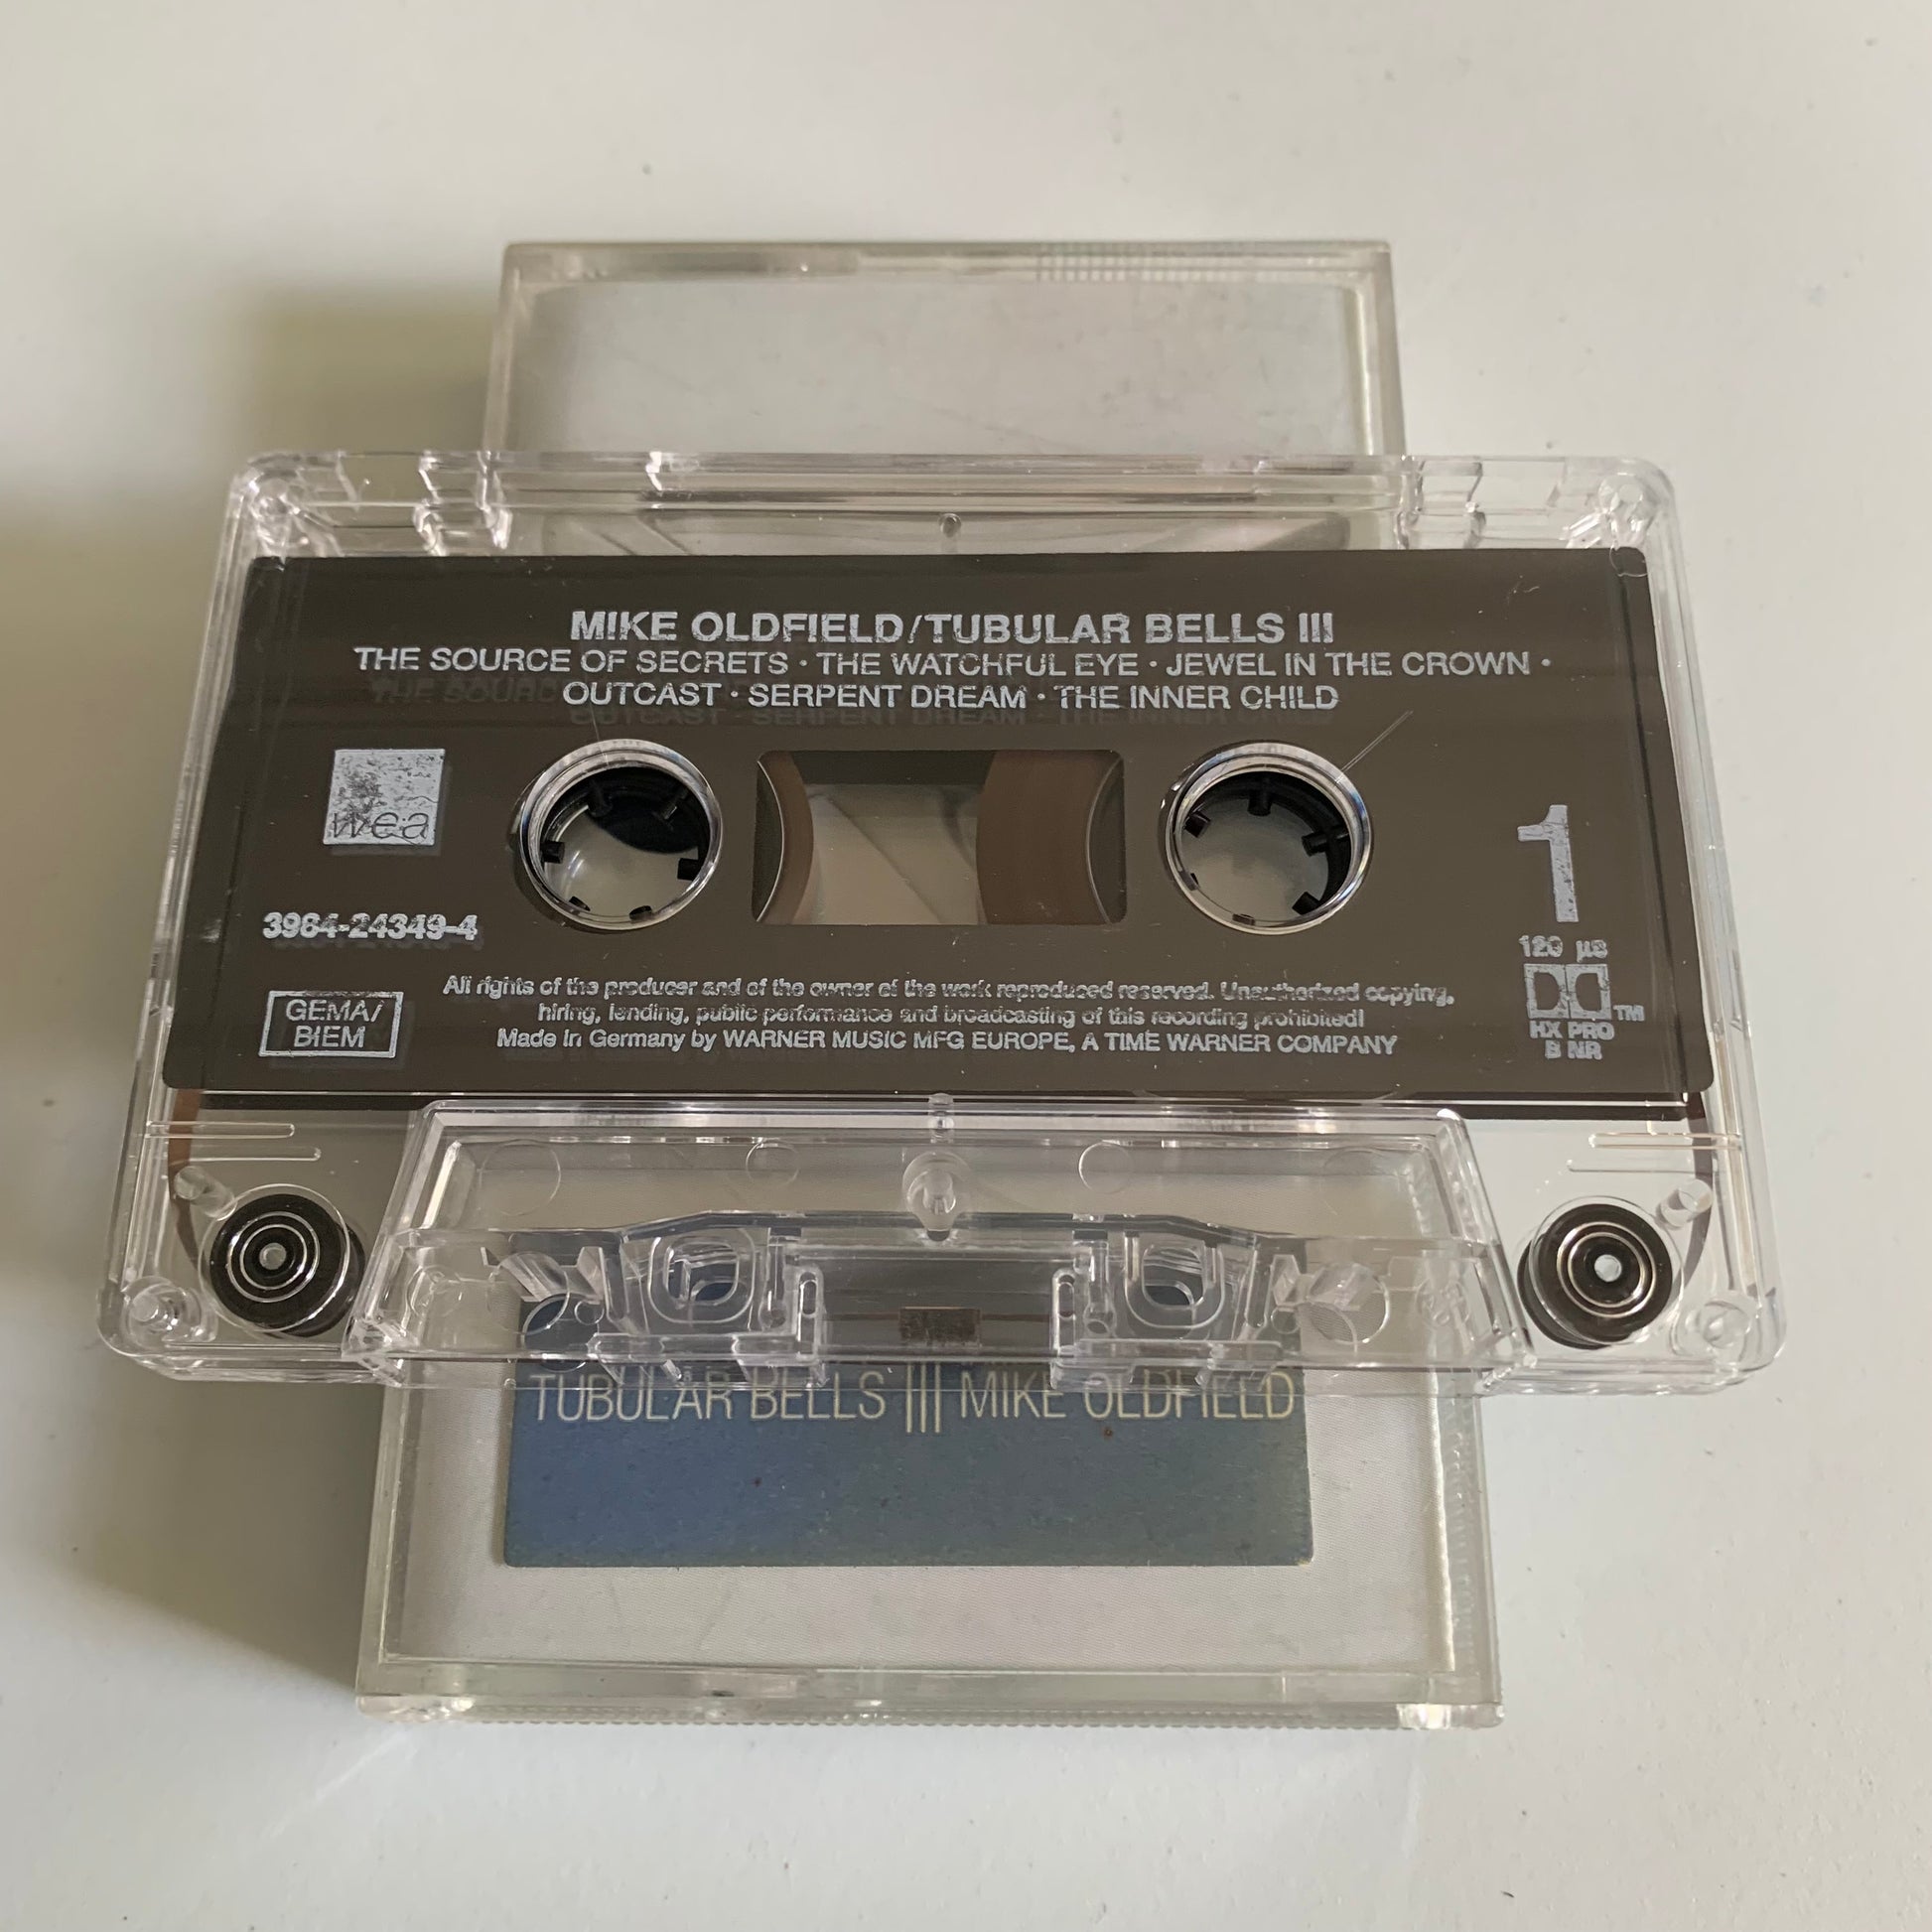 MIKE OLDFIELD/TUBULAR BELLS III
THE SOURCE OF SECRETS · THE WATCHFUL EYE · JEWEL IN THE CROWN ·
OUTCAST · SERPENT DREAM · THE INNER CHILD
wea
1
3984-24349-4
120 µs
GEMA/
BIEM
All rights of the producer and of the owner of the work reproduced reserved. Unauthorized copying,
hiring, lending, public performance and broadcasting of this recording prohibited!
Made in Germany by WARNER MUSIC MFG EUROPE, A TIME WARNER COMPANY
TM
HX PRO
B NR
TUBULAR BELLS III MIKE OLDFIELD